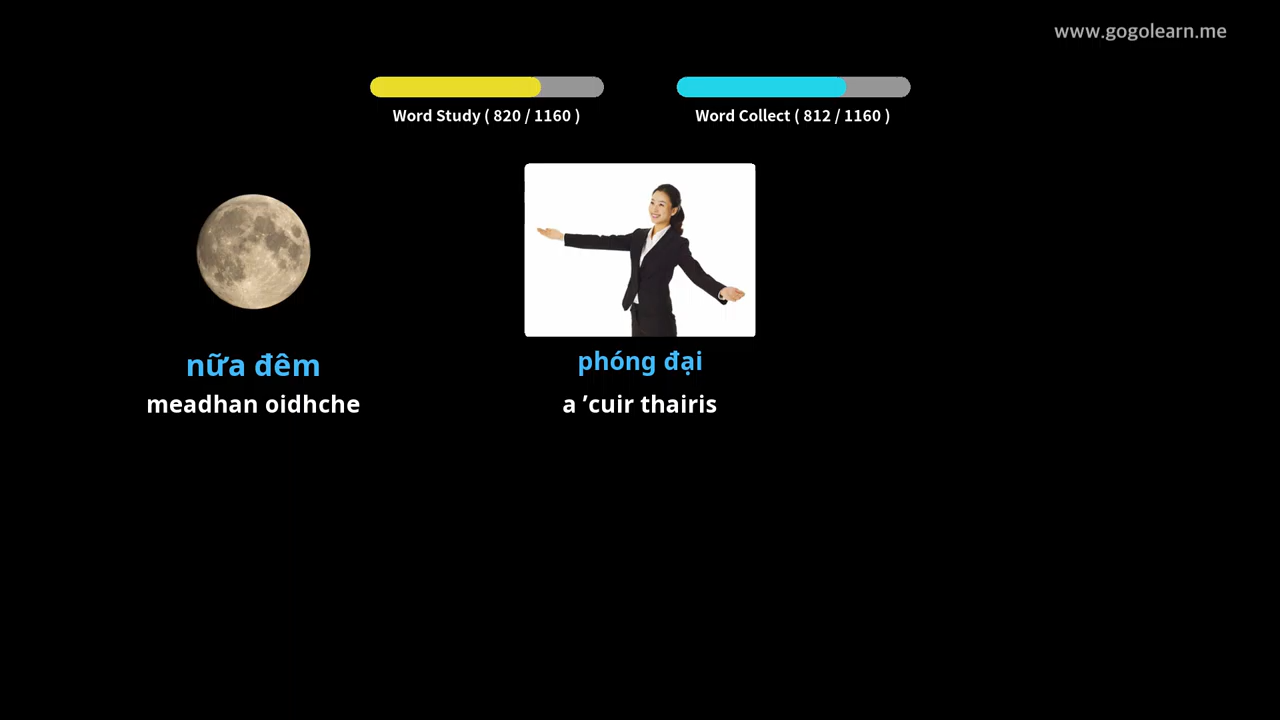 www.gogolearn.me
Word Study ( 820 / 1160 )
Word Collect ( 812 / 1160 )
nữa đêm
meadhan oidhche
phóng đại
a ’cuir thairis